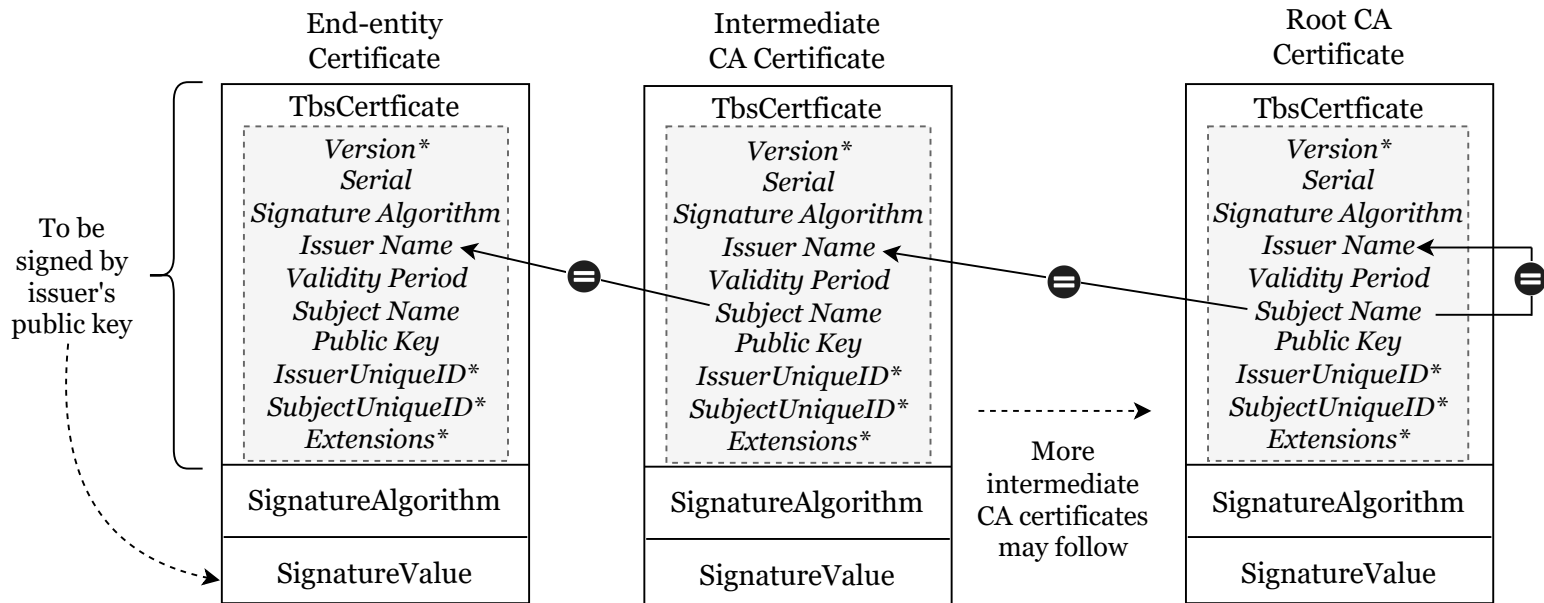 End-entity
Certificate
Intermediate
CA Certificate
Root CA
Certificate
To be
signed by
issuer's
public key
TbsCertficate
Version*
Serial
Signature Algorithm
Issuer Name
Validity Period
Subject Name
Public Key
IssuerUniqueID*
SubjectUniqueID*
Extensions*
SignatureAlgorithm
SignatureValue
TbsCertficate
Version*
Serial
Signature Algorithm
Issuer Name
Validity Period
Subject Name
Public Key
IssuerUniqueID*
SubjectUniqueID*
Extensions*
SignatureAlgorithm
SignatureValue
More
intermediate
CA certificates
may follow
TbsCertficate
Version*
Serial
Signature Algorithm
Issuer Name
Validity Period
Subject Name
Public Key
IssuerUniqueID*
SubjectUniqueID*
Extensions*
SignatureAlgorithm
SignatureValue